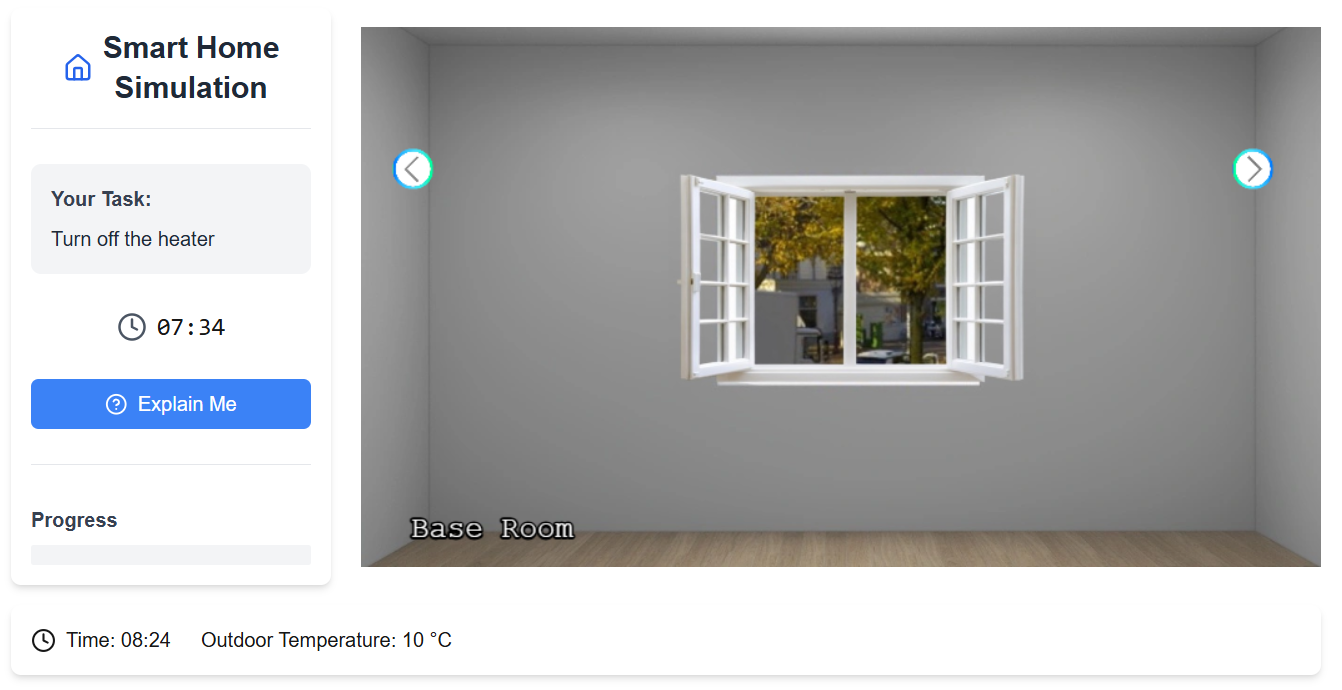 Smart Home
Simulation
Your Task:
Turn off the heater
07:34
Explain Me
Progress
Base Room
Time: 08:24 Outdoor Temperature: 10 °C